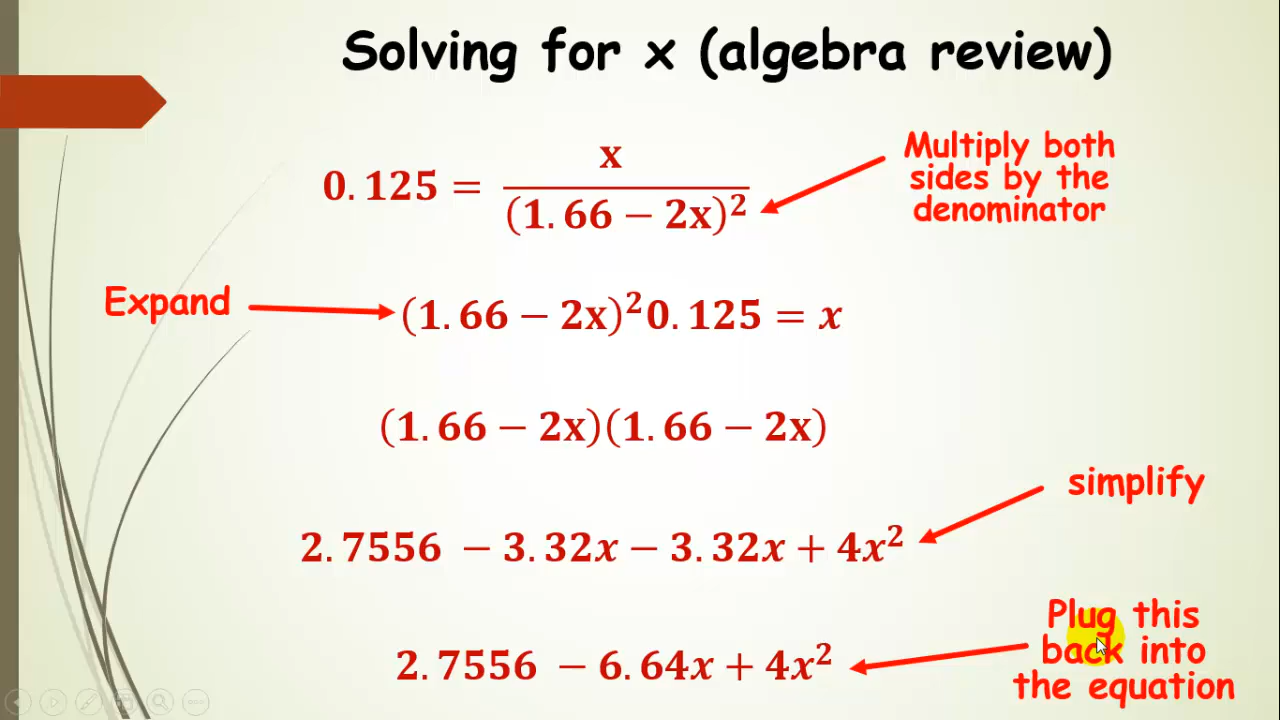 Solving for x (algebra review)
0.125 = x / (1.66 − 2x)²
Multiply both
sides by the
denominator
Expand
(1.66 − 2x)²0.125 = x
(1.66 − 2x)(1.66 − 2x)
simplify
2.7556 − 3.32x − 3.32x + 4x²
Plug this
back into
the equation
2.7556 − 6.64x + 4x²